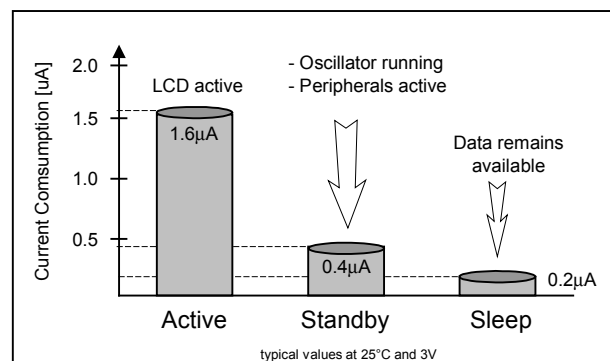 Current Comsumption [uA]
2.0
1.5
1.0
0.5
LCD active
1.6μA
- Oscillator running
- Peripherals active
0.4μA
Data remains
available
0.2μA
Active
Standby
Sleep
typical values at 25°C and 3V